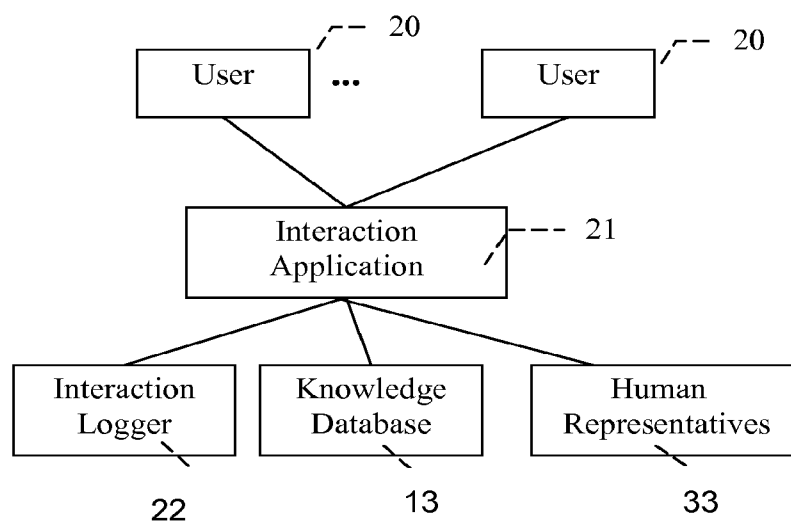 20
20
User
...
User
Interaction
Application
21
Interaction
Logger
Knowledge
Database
Human
Representatives
22
13
33